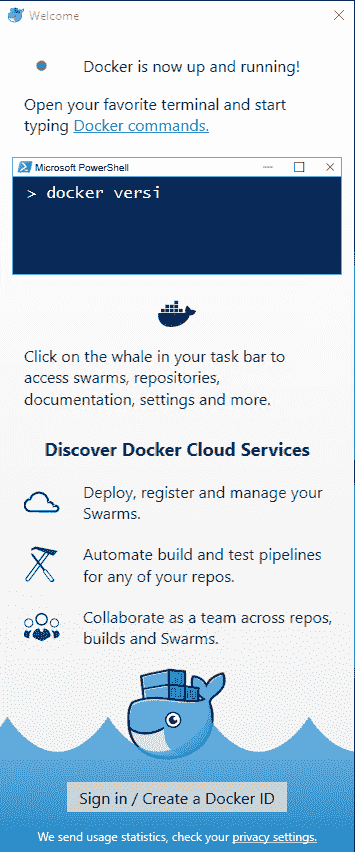 Welcome
Docker is now up and running!
Open your favorite terminal and start
typing Docker commands.
Microsoft PowerShell
> docker versi
Click on the whale in your task bar to
access swarms, repositories,
documentation, settings and more.
Discover Docker Cloud Services
Deploy, register and manage your
Swarms.
Automate build and test pipelines
for any of your repos.
Collaborate as a team across repos,
builds and Swarms.
Sign in / Create a Docker ID
We send usage statistics, check your privacy settings.